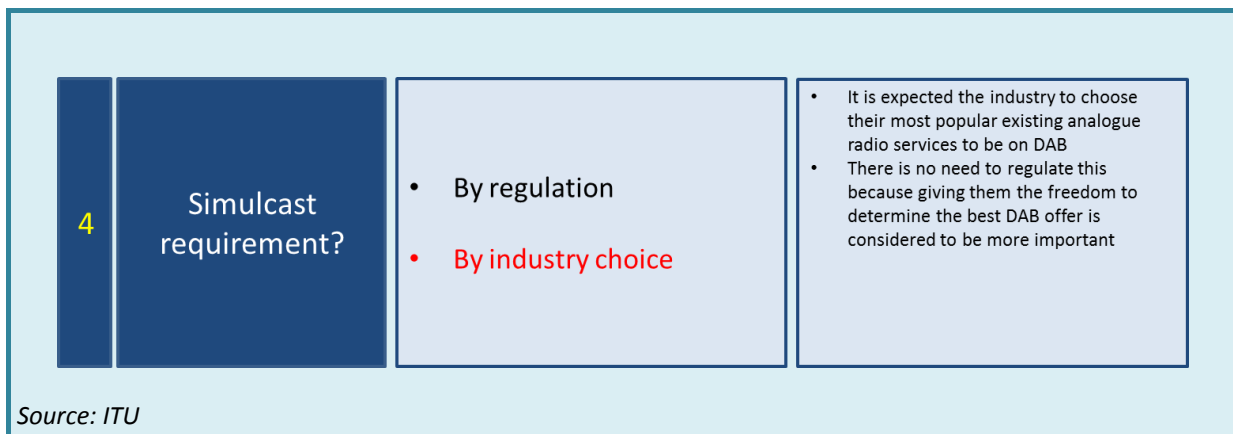 4
Simulcast
requirement?
• By regulation
• By industry choice
• It is expected the industry to choose
their most popular existing analogue
radio services to be on DAB
• There is no need to regulate this
because giving them the freedom to
determine the best DAB offer is
considered to be more important
Source: ITU